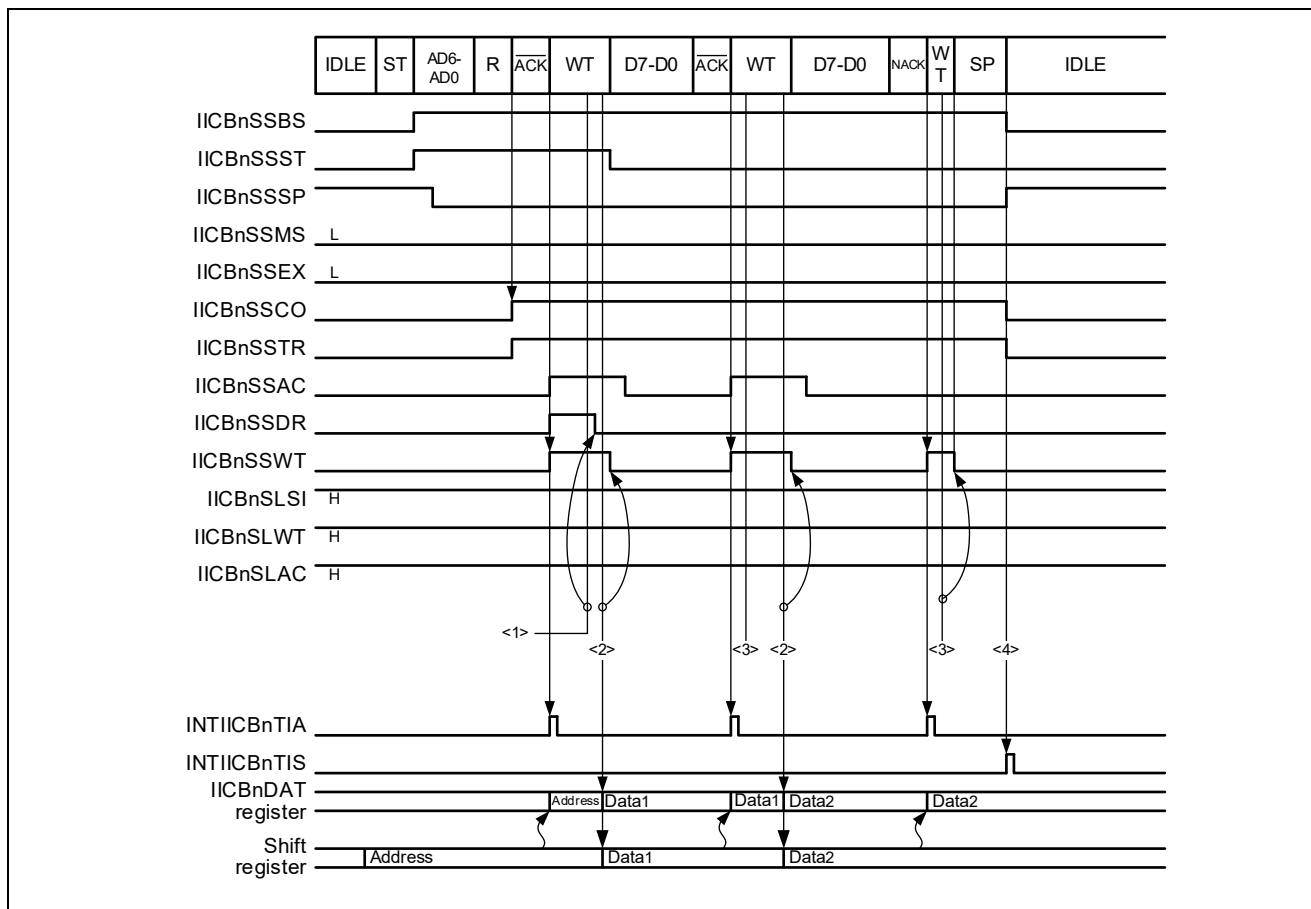 IDLE ST AD6-AD0 R ACK WT D7-D0 ACK WT D7-D0 NACK WT SP IDLE
IICBnSSBS
IICBnSSST
IICBnSSSP
IICBnSSMS L
IICBnSSEX L
IICBnSSCO
IICBnSSTR
IICBnSSAC
IICBnSSDR
IICBnSSWT
IICBnSLSI H
IICBnSLWT H
IICBnSLAC H
<1>
<2> <3> <2> <3> <4>
INTIICBnTIA
INTIICBnTIS
IICBnDAT
register Address Data1 Data1 Data2 Data2
Shift
register Address Data1 Data2